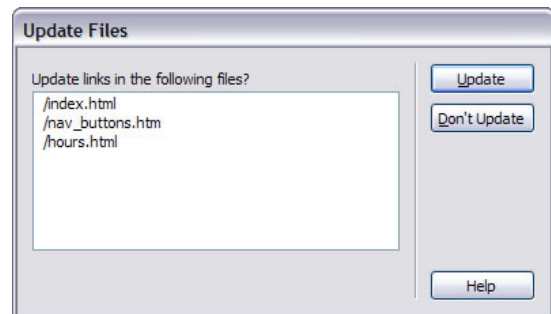 Update Files
Update links in the following files?
/index.html
/nav_buttons.htm
/hours.html
Update
Don't Update
Help